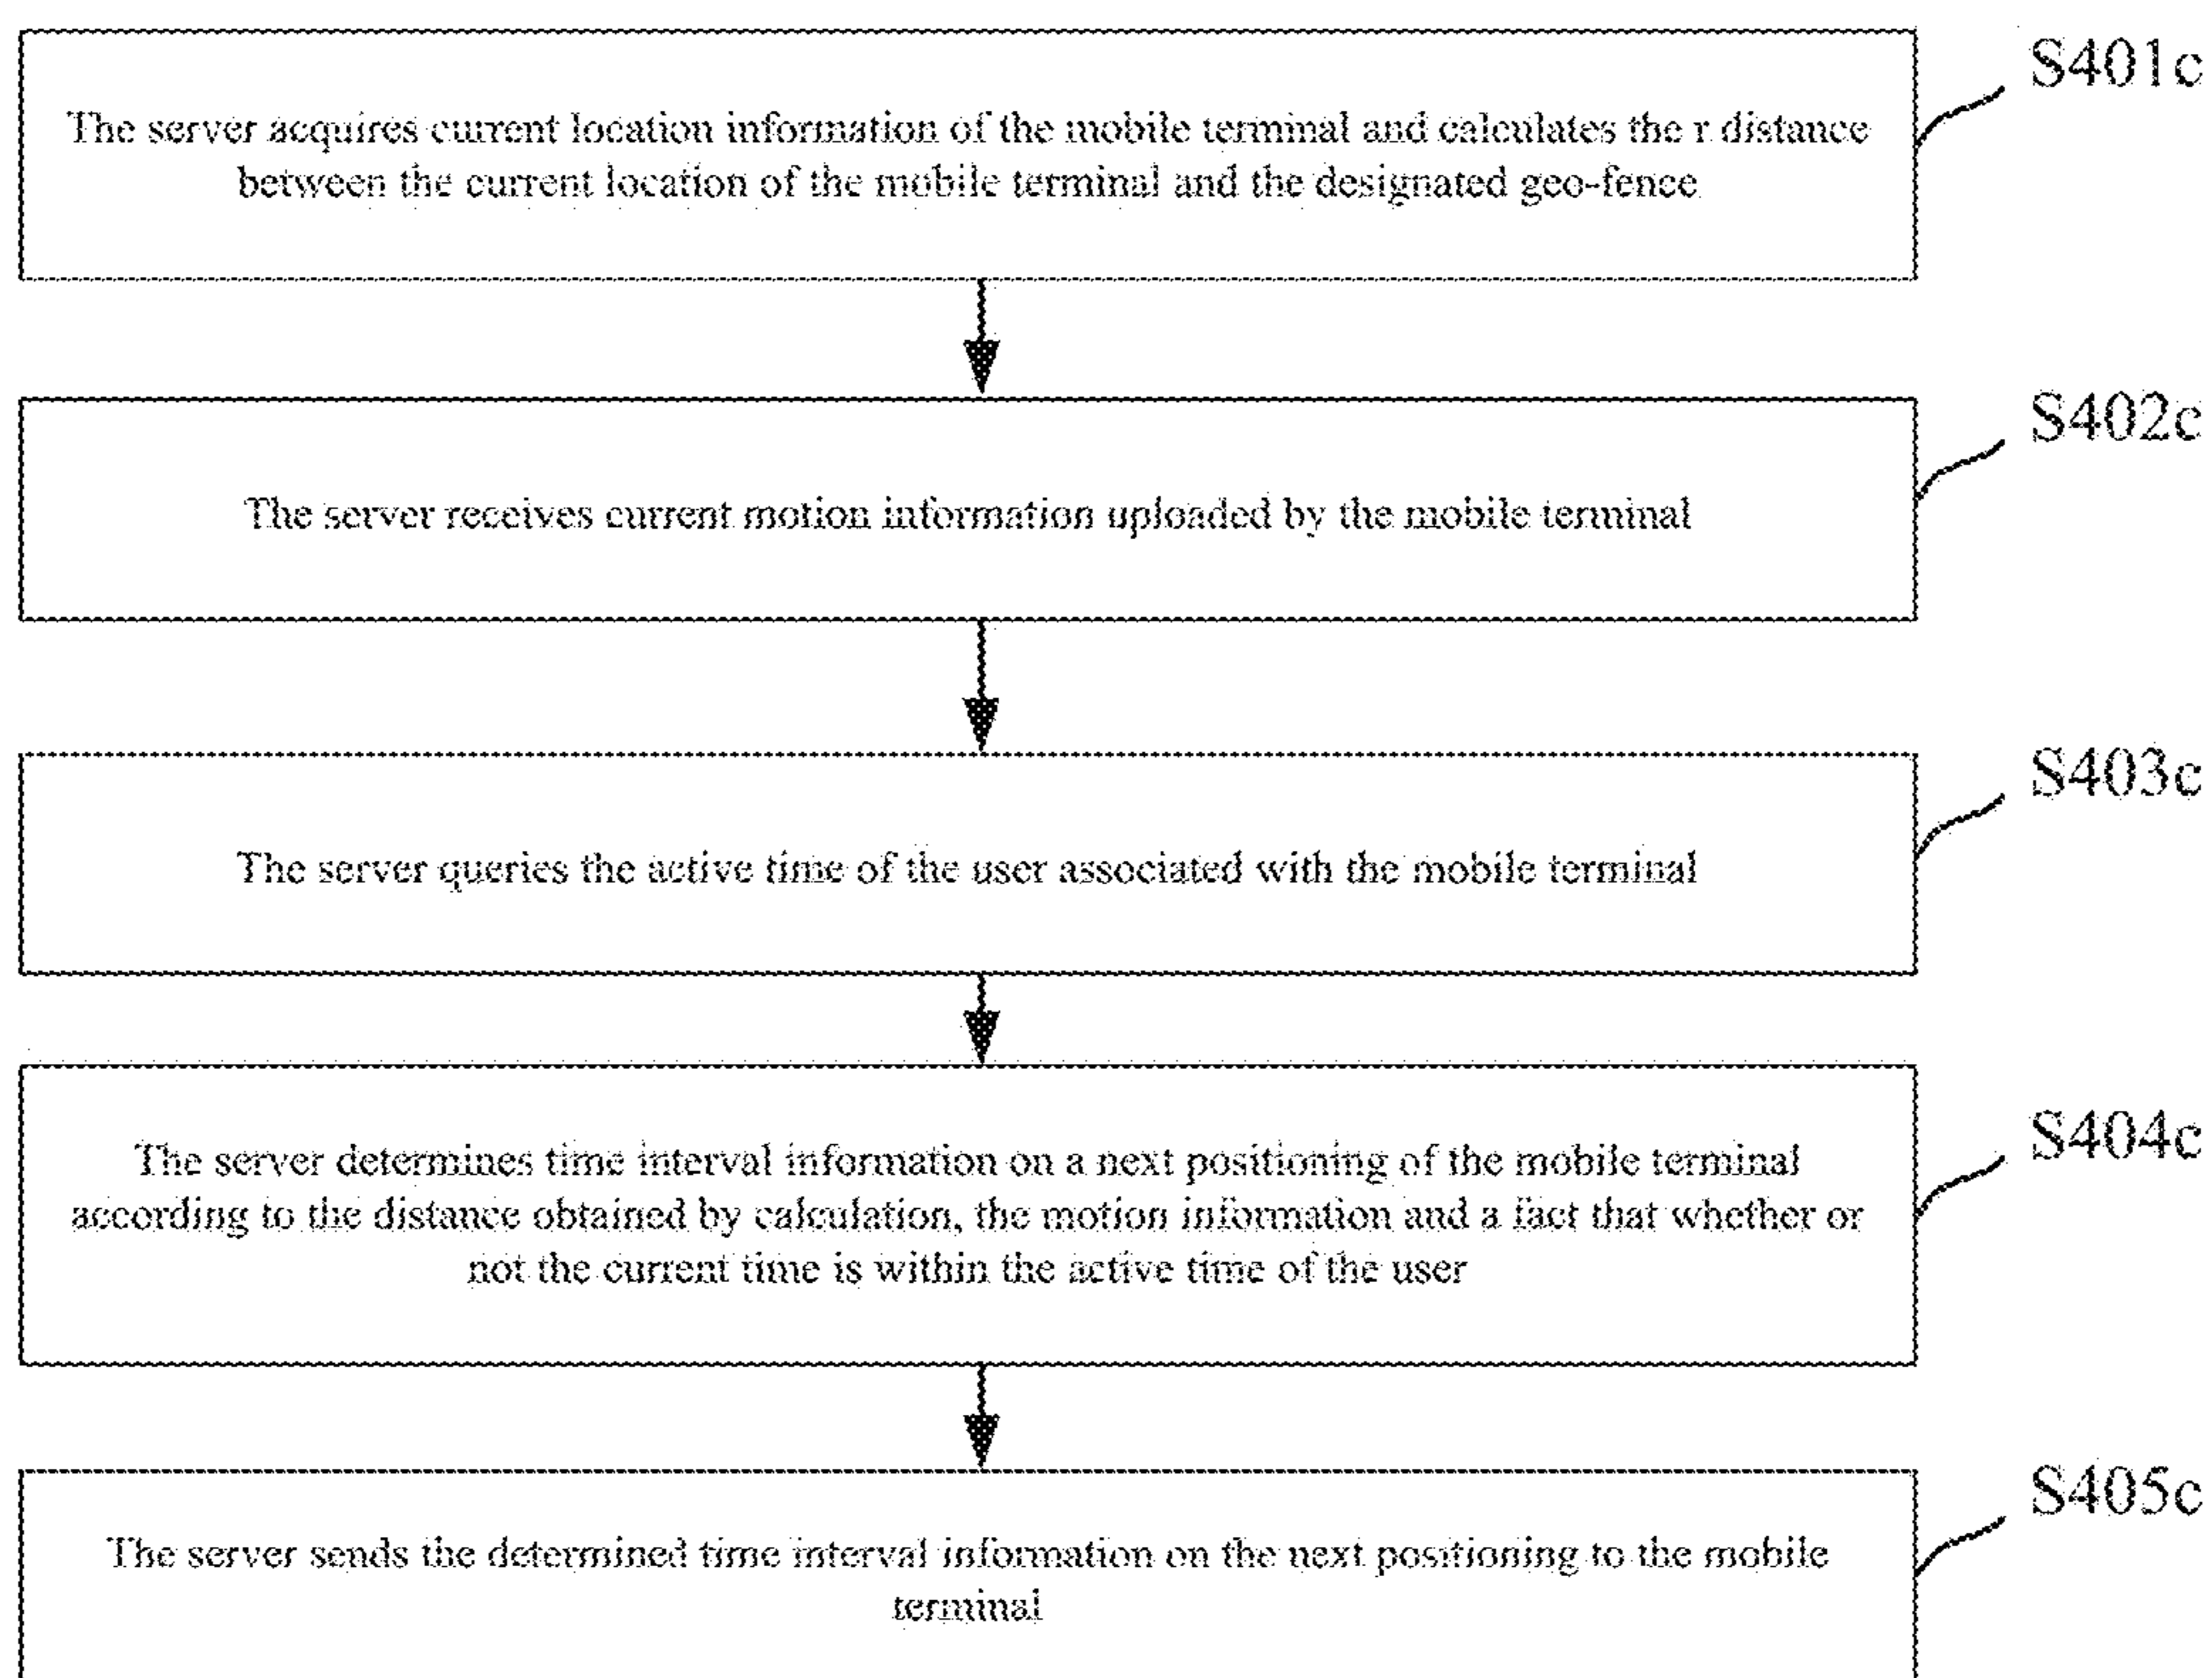 S401c
The server acquires current location information of the mobile terminal and calculates the r distance
between the current location of the mobile terminal and the designated geo-fence
S402c
The server receives current motion information uploaded by the mobile terminal
S403c
The server queries the active time of the user associated with the mobile terminal
S404c
The server determines time interval information on a next positioning of the mobile terminal
according to the distance obtained by calculation, the motion information and a fact that whether or
not the current time is within the active time of the user
S405c
The server sends the determined time interval information on the next positioning to the mobile
terminal